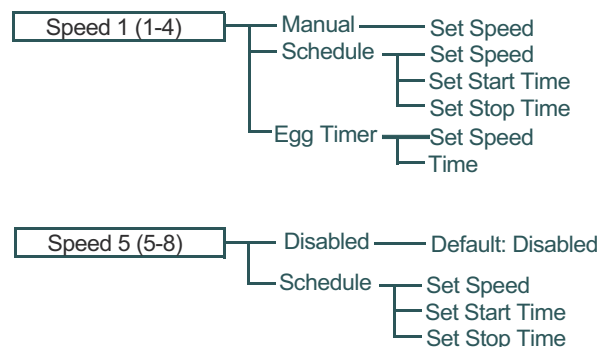 Speed 1 (1-4)
Manual
Set Speed
Schedule
Set Speed
Set Start Time
Set Stop Time
Egg Timer
Set Speed
Time
Speed 5 (5-8)
Disabled
Default: Disabled
Schedule
Set Speed
Set Start Time
Set Stop Time